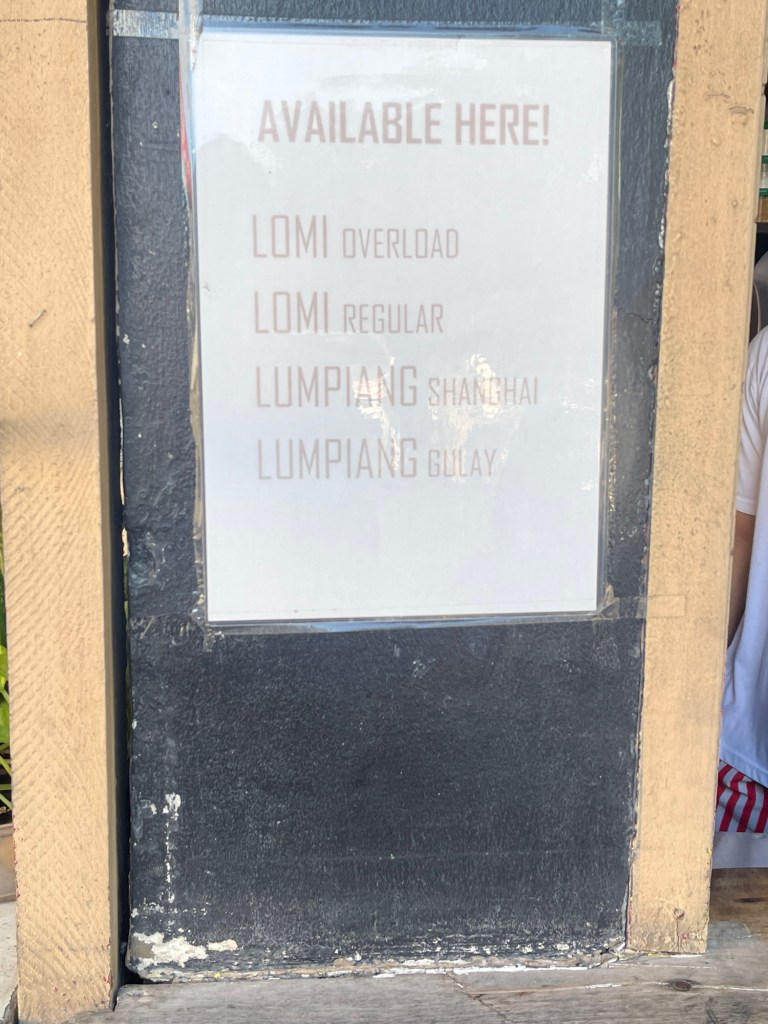 AVAILABLE HERE!
LOMI OVERLOAD
LOMI REGULAR
LUMPIANG SHANGHAI
LUMPIANG GULAY